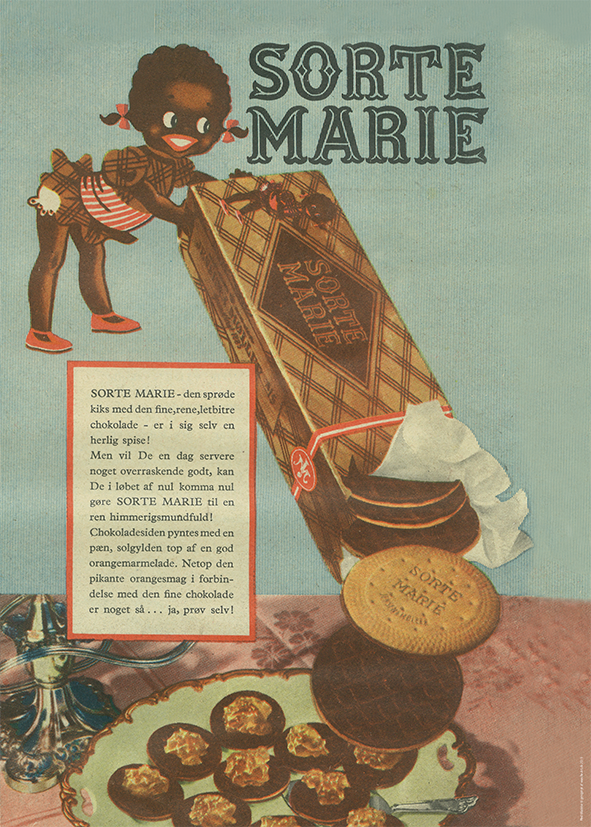 SORTE
MARIE
SORTE
MARIE
SORTE MARIE - den sprøde
kiks med den fine,rene,letbitre
chokolade - er i sig selv en
herlig spise!
Men vil De en dag servere
noget overraskende godt, kan
De i løbet af nul komma nul
gøre SORTE MARIE til en
ren himmerigsmundfuld!
Chokoladesiden pyntes med en
pæn, solgylden top af en god
orangemarmelade. Netop den
pikante orangesmag i forbin-
delse med den fine chokolade
er noget så . . . ja, prøv selv!
SORTE
MARIE